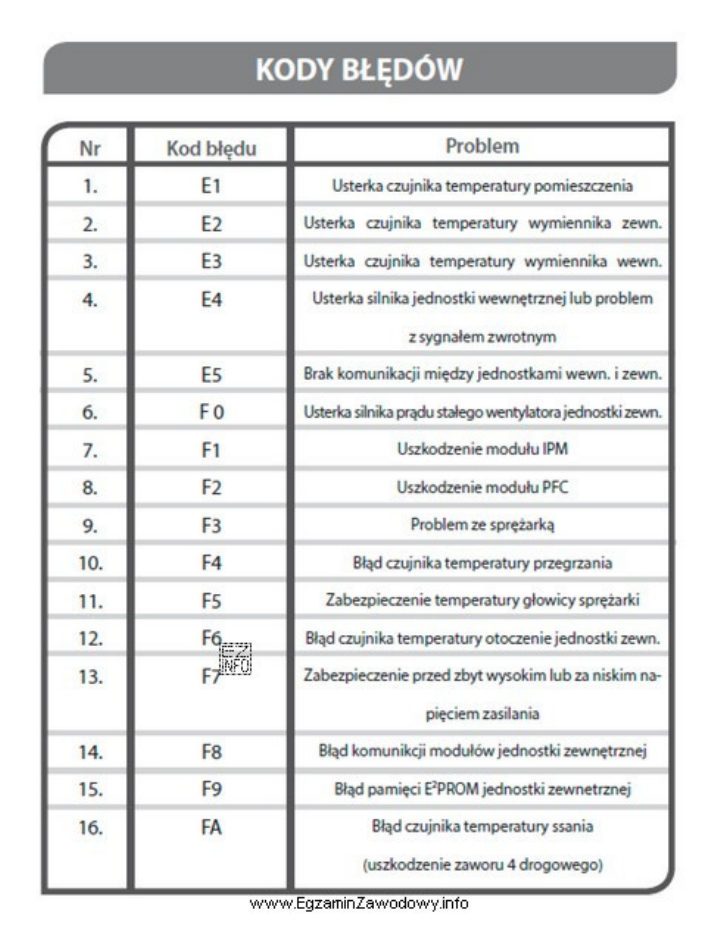 KODY BŁĘDÓW
Nr Kod błędu Problem
1. E1 Usterka czujnika temperatury pomieszczenia
2. E2 Usterka czujnika temperatury wymiennika zewn.
3. E3 Usterka czujnika temperatury wymiennika wewn.
4. E4 Usterka silnika jednostki wewnętrznej lub problem
z sygnałem zwrotnym
5. E5 Brak komunikacji między jednostkami wewn. i zewn.
6. F 0 Usterka silnika prądu stałego wentylatora jednostki zewn.
7. F1 Uszkodzenie modułu IPM
8. F2 Uszkodzenie modułu PFC
9. F3 Problem ze sprężarką
10. F4 Błąd czujnika temperatury przegrzania
11. F5 Zabezpieczenie temperatury głowicy sprężarki
12. F6 Błąd czujnika temperatury otoczenie jednostki zewn.
13. F7 Zabezpieczenie przed zbyt wysokim lub za niskim na-
pięciem zasilania
14. F8 Błąd komunikcji modułów jednostki zewnętrznej
15. F9 Błąd pamięci E²PROM jednostki zewnetrznej
16. FA Błąd czujnika temperatury ssania
(uszkodzenie zaworu 4 drogowego)
INFO
www.EgzaminZawodowy.info